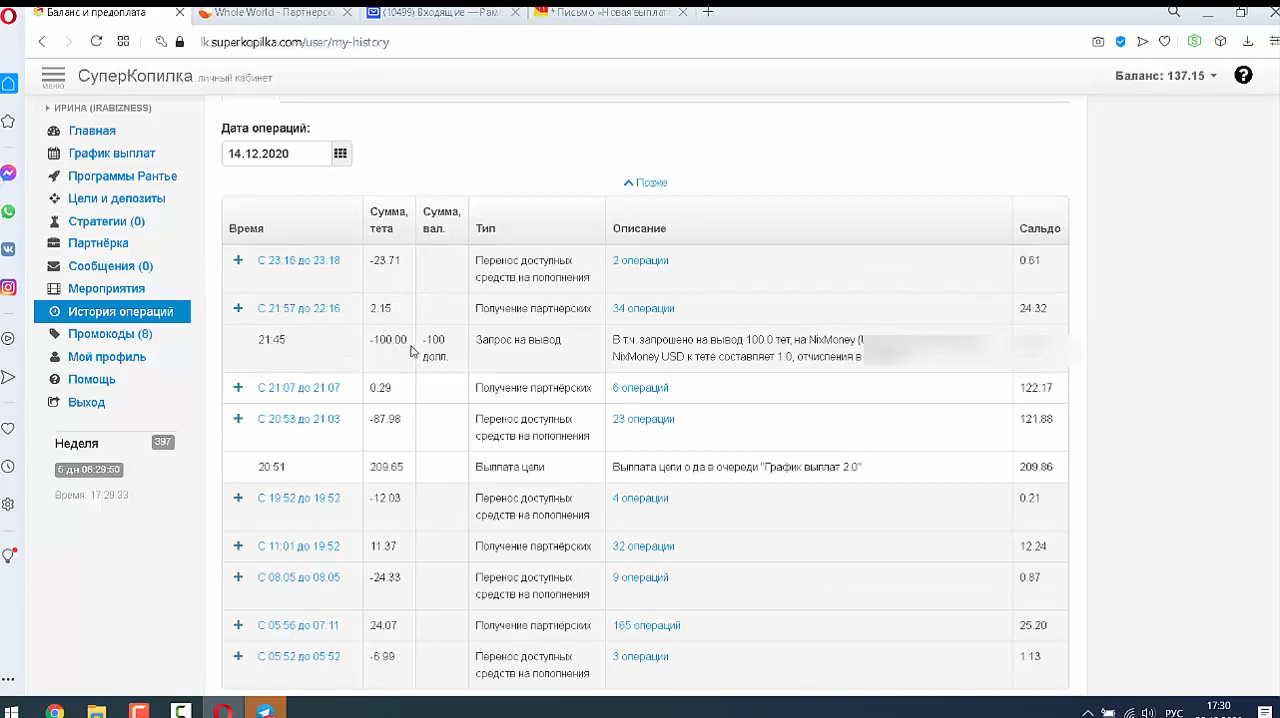 Баланс и предоплата
Whole World - Партнерск
(10499) Входящие — Рамб
* Письмо «Новая выплата
lk.superkopilka.com/user/my-history
МЕНЮ
СуперКопилка личный кабинет
Баланс: 137.15
ИРИНА (IRABIZNESS)
Главная
График выплат
Программы Рантье
Цели и депозиты
Стратегии (0)
Партнёрка
Сообщения (0)
Мероприятия
История операций
Промокоды (8)
Мой профиль
Помощь
Выход
Неделя 397
6 дн 06:29:50
Время: 17:29:33
Дата операций:
14.12.2020
Позже
Время Сумма, тета Сумма, вал. Тип Описание Сальдо
С 23:16 до 23:18 -23.71 Перенос доступных средств на пополнения 2 операции 0.61
С 21:57 до 22:16 2.15 Получение партнёрских 34 операции 24.32
21:45 -100.00 -100 долл. Запрос на вывод В т.ч. запрошено на вывод 100.0 тет, на NixMoney (
NixMoney USD к тете составляет 1.0, отчисления в
С 21:07 до 21:07 0.29 Получение партнёрских 6 операций 122.17
С 20:53 до 21:03 -87.98 Перенос доступных средств на пополнения 23 операции 121.88
20:51 209.65 Выплата цели Выплата цели о да в очереди "График выплат 2.0" 209.86
С 19:52 до 19:52 -12.03 Перенос доступных средств на пополнения 4 операции 0.21
С 11:01 до 19:52 11.37 Получение партнёрских 32 операции 12.24
С 08:05 до 08:05 -24.33 Перенос доступных средств на пополнения 9 операций 0.87
С 05:56 до 07:11 24.07 Получение партнёрских 165 операций 25.20
С 05:52 до 05:52 -6.99 Перенос доступных средств на пополнения 3 операции 1.13
РУС
17:30